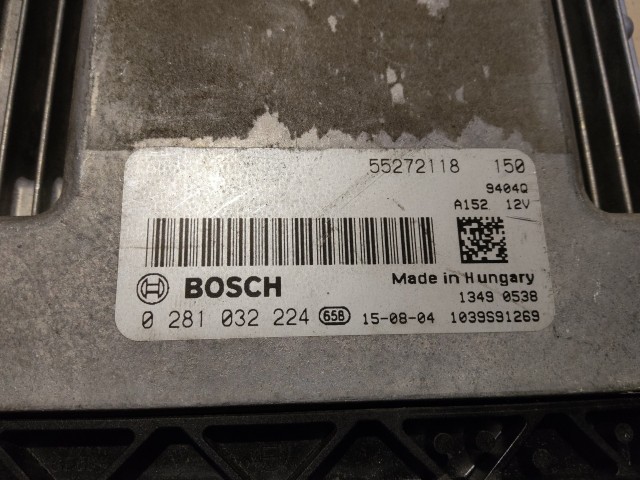 55272118 150
9404Q
A152 12V
BOSCH
Made in Hungary
1349 0538
0 281 032 224 65B 15-08-04 1039S91269